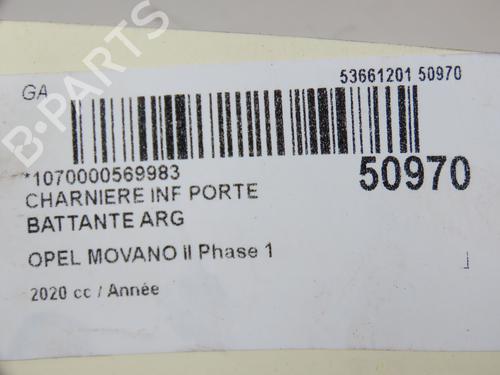 GA
53661201 50970
*1070000569983
50970
CHARNIERE INF PORTE
BATTANTE ARG
OPEL MOVANO II Phase 1
2020 cc / Année
B-PARTS